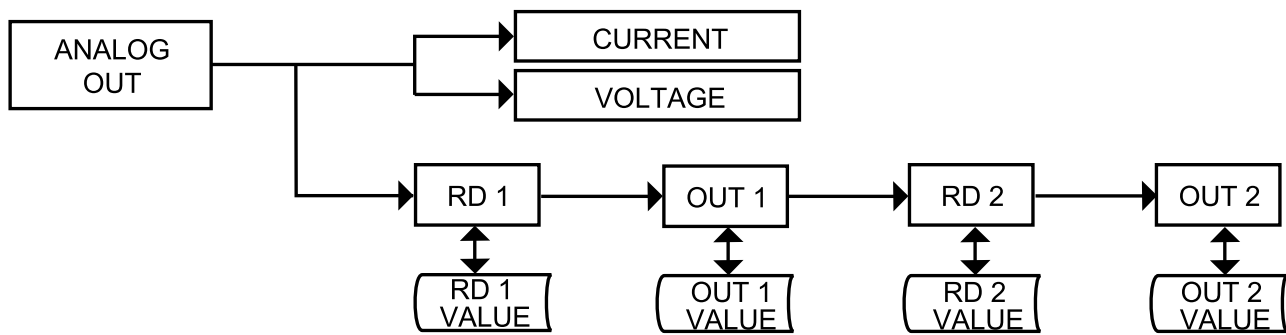 ANALOG
OUT
CURRENT
VOLTAGE
RD 1
OUT 1
RD 2
OUT 2
RD 1
VALUE
OUT 1
VALUE
RD 2
VALUE
OUT 2
VALUE